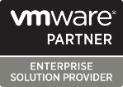 vmware®
PARTNER
ENTERPRISE
SOLUTION PROVIDER